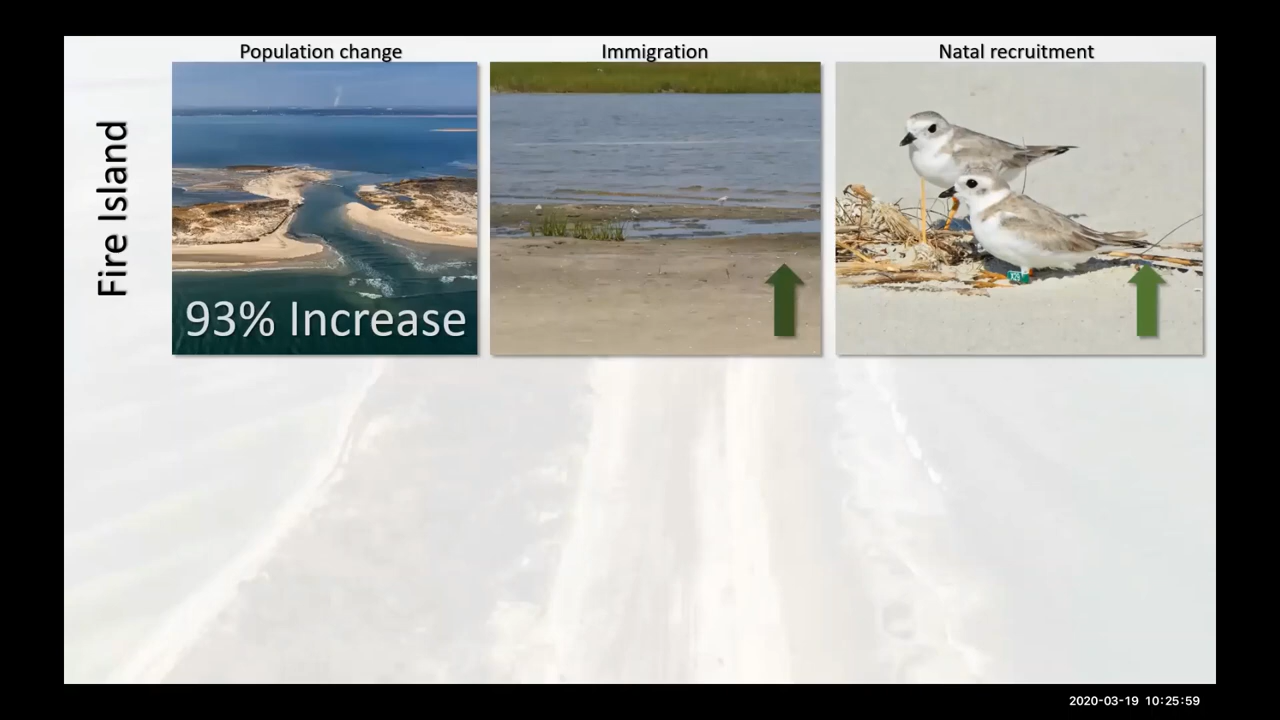 Population change
Immigration
Natal recruitment
Fire Island
93% Increase
2020-03-19 10:25:59